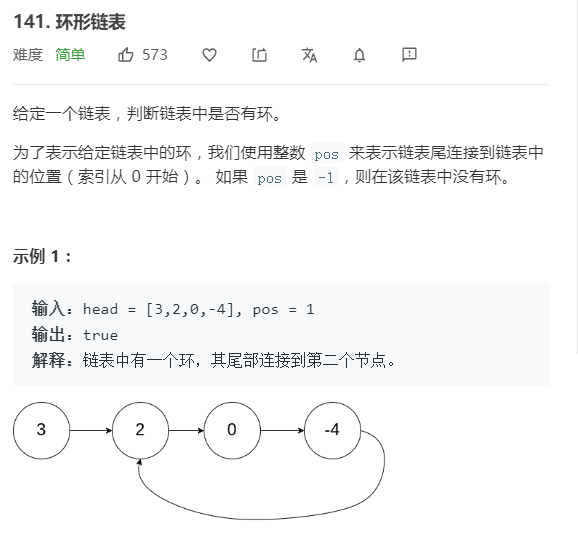 141. 环形链表
难度 简单 573
给定一个链表，判断链表中是否有环。
为了表示给定链表中的环，我们使用整数 pos 来表示链表尾连接到链表中
的位置（索引从 0 开始）。 如果 pos 是 -1，则在该链表中没有环。
示例 1：
输入：head = [3,2,0,-4], pos = 1
输出：true
解释：链表中有一个环，其尾部连接到第二个节点。
3 2 0 -4